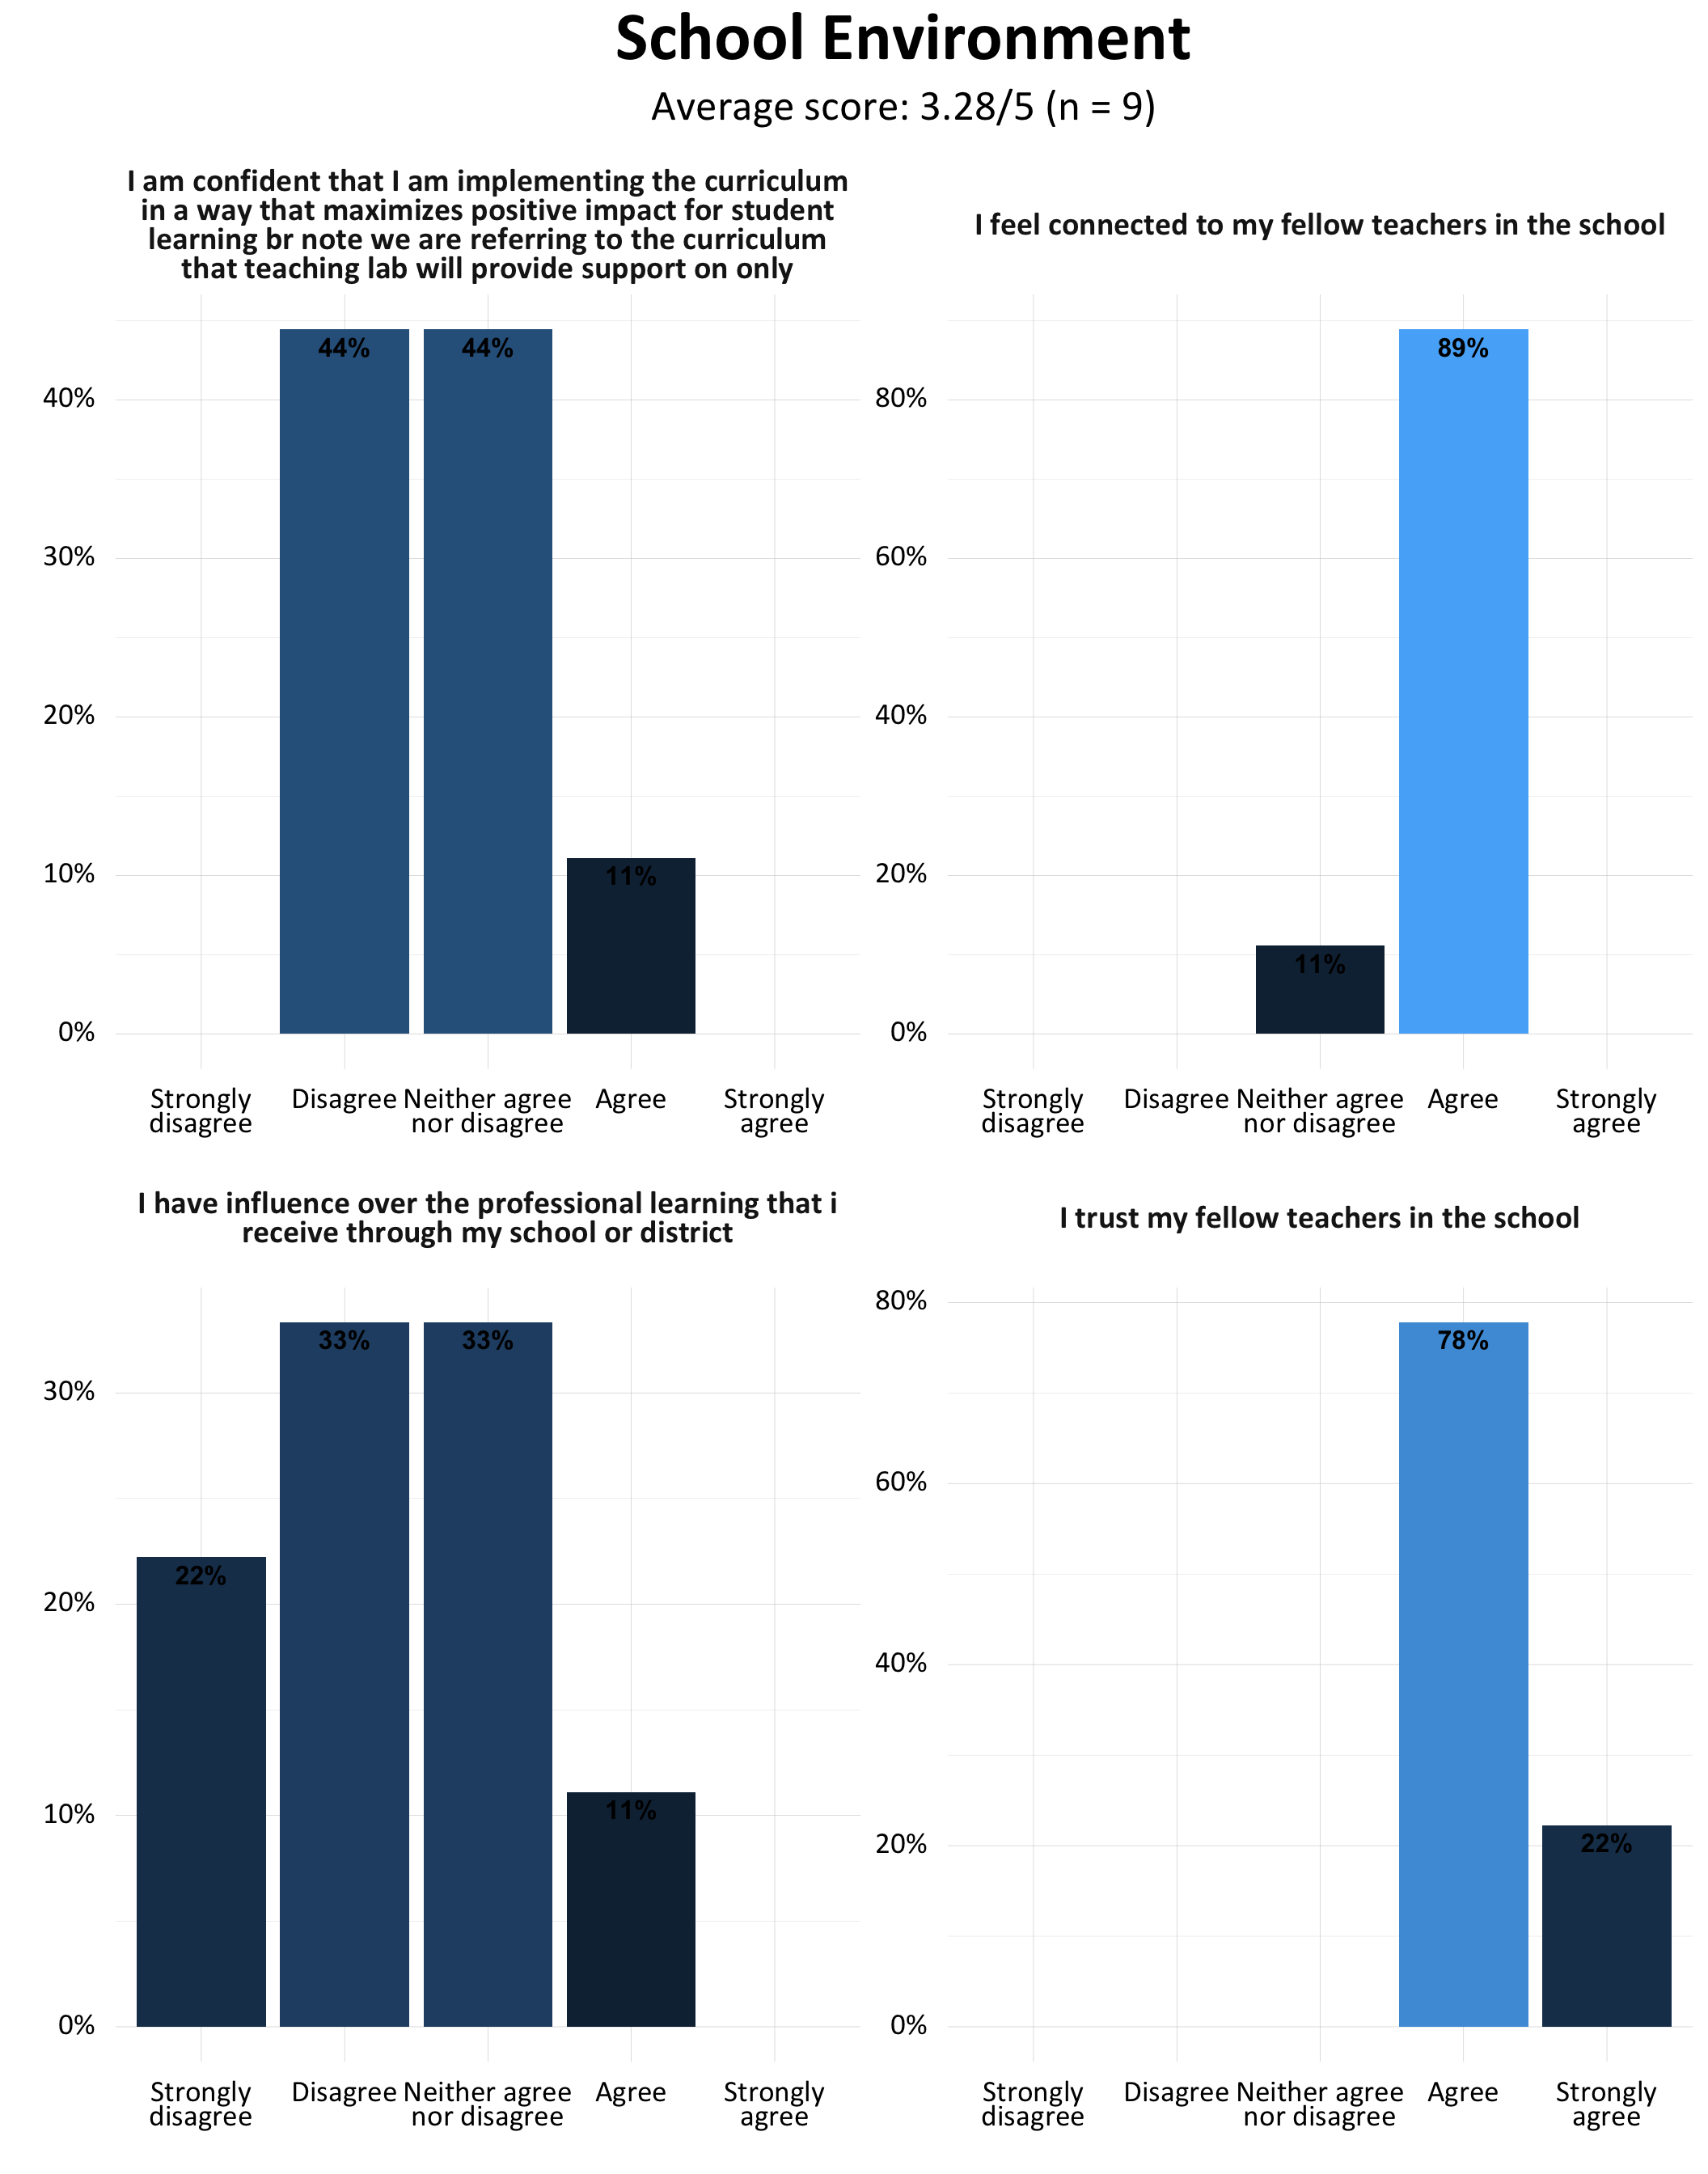 School Environment
Average score: 3.28/5 (n = 9)
I am confident that I am implementing the curriculum
in a way that maximizes positive impact for student
learning br note we are referring to the curriculum
that teaching lab will provide support on only
44%
44%
11%
40%
30%
20%
10%
0%
Strongly
disagree
Disagree
Neither agree
nor disagree
Agree
Strongly
agree
I feel connected to my fellow teachers in the school
89%
11%
80%
60%
40%
20%
0%
Strongly
disagree
Disagree
Neither agree
nor disagree
Agree
Strongly
agree
I have influence over the professional learning that i
receive through my school or district
33%
33%
22%
11%
30%
20%
10%
0%
Strongly
disagree
Disagree
Neither agree
nor disagree
Agree
Strongly
agree
I trust my fellow teachers in the school
78%
22%
80%
60%
40%
20%
0%
Strongly
disagree
Disagree
Neither agree
nor disagree
Agree
Strongly
agree